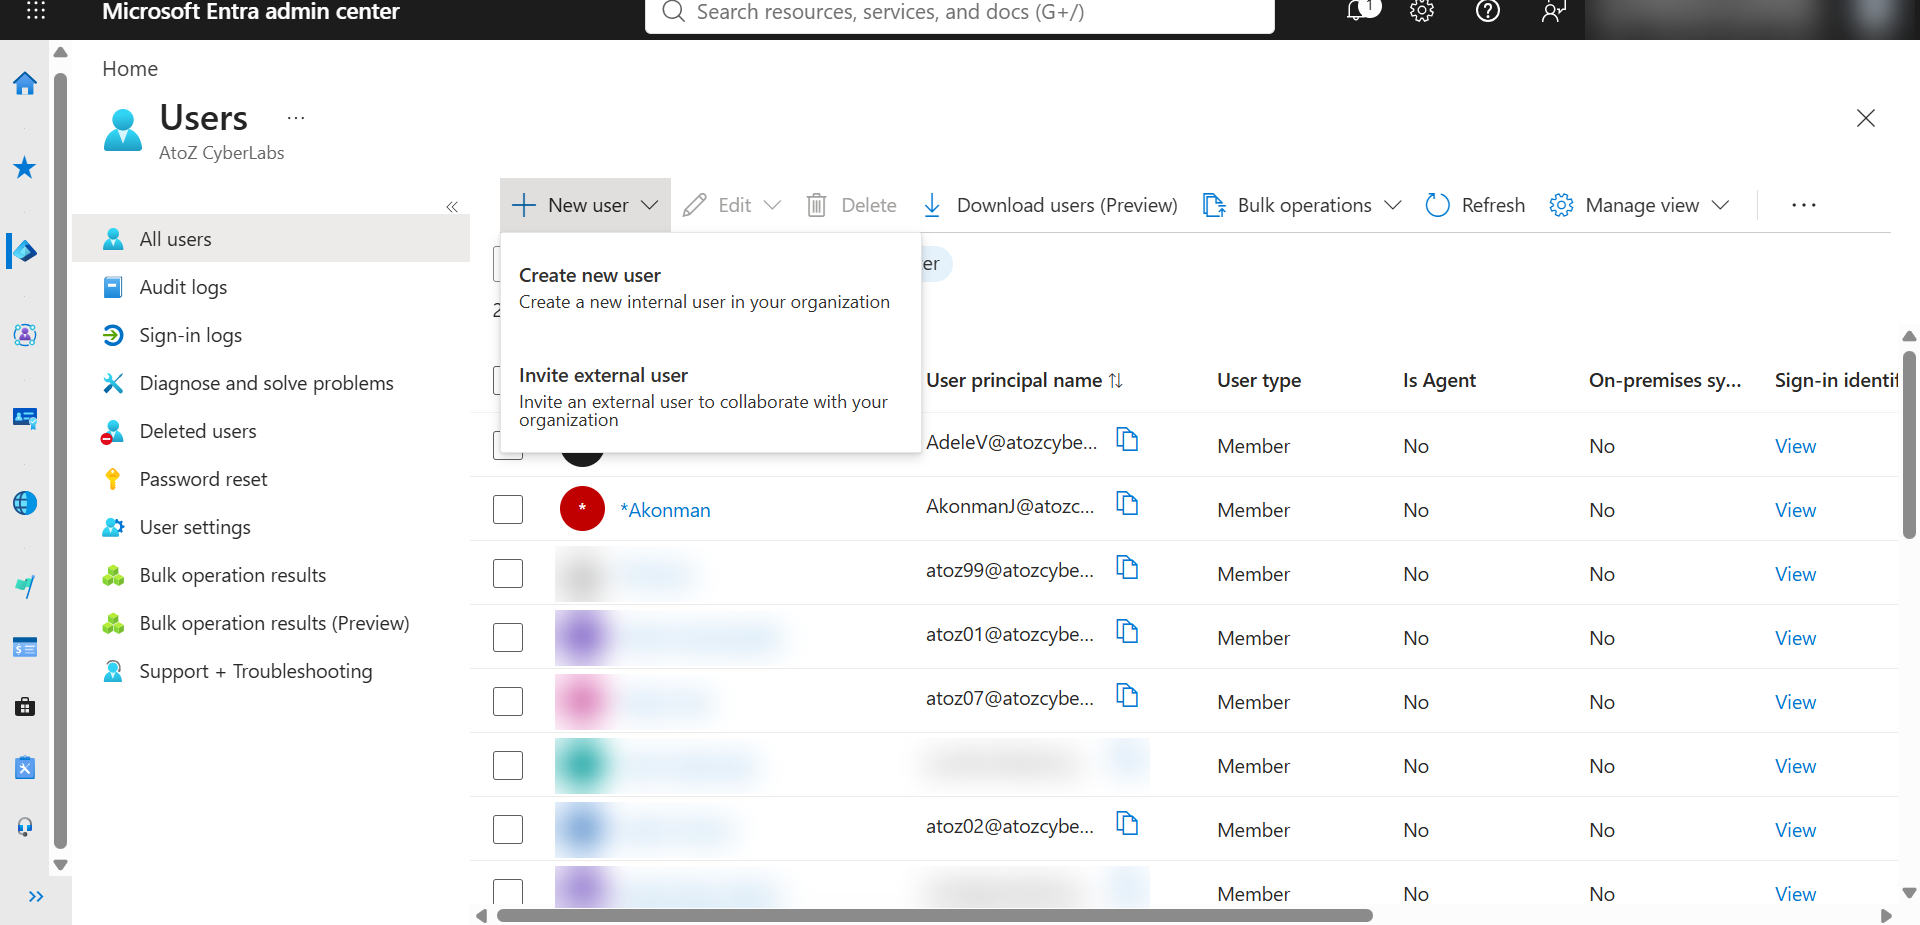 Microsoft Entra admin center
Search resources, services, and docs (G+/)
1
Home
Users
AtoZ CyberLabs
All users
Audit logs
Sign-in logs
Diagnose and solve problems
Deleted users
Password reset
User settings
Bulk operation results
Bulk operation results (Preview)
Support + Troubleshooting
New user
Edit
Delete
Download users (Preview)
Bulk operations
Refresh
Manage view
Create new user
Create a new internal user in your organization
Invite external user
Invite an external user to collaborate with your
organization
User principal name
User type
Is Agent
On-premises sy...
Sign-in identif
AdeleV@atozcybe...
Member
No
No
View
*
*Akonman
AkonmanJ@atozc...
Member
No
No
View
atoz99@atozcybe...
Member
No
No
View
atoz01@atozcybe...
Member
No
No
View
atoz07@atozcybe...
Member
No
No
View
Member
No
No
View
atoz02@atozcybe...
Member
No
No
View
Member
No
No
View